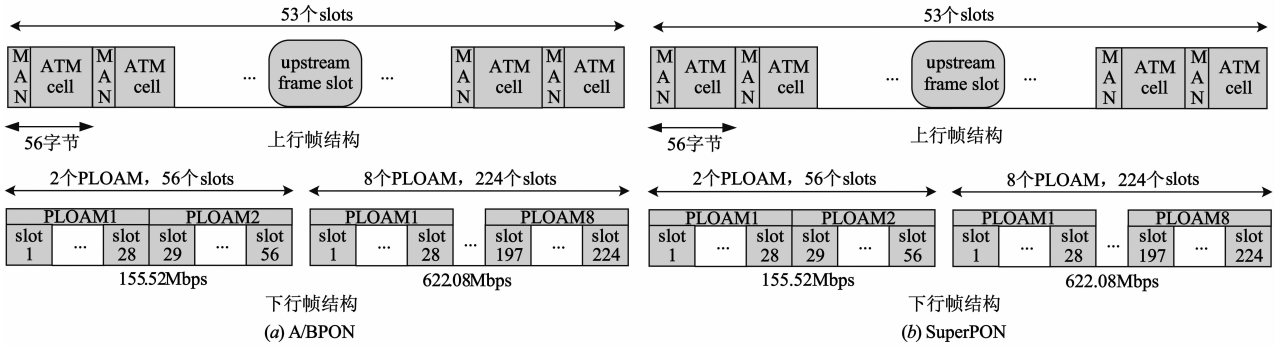 53个slots
MAN ATM cell MAN ATM cell ... upstream frame slot ... MAN ATM cell MAN ATM cell
56字节
上行帧结构
2个PLOAM，56个slots 8个PLOAM，224个slots
PLOAM1 PLOAM2 PLOAM1 PLOAM8
slot 1 ... slot 28 slot 29 ... slot 56 slot 1 ... slot 28 ... slot 197 ... slot 224
155.52Mbps 622.08Mbps
下行帧结构
(a) A/BPON
53个slots
MAN ATM cell MAN ATM cell ... upstream frame slot ... MAN ATM cell MAN ATM cell
56字节
上行帧结构
2个PLOAM，56个slots 8个PLOAM，224个slots
PLOAM1 PLOAM2 PLOAM1 PLOAM8
slot 1 ... slot 28 slot 29 ... slot 56 slot 1 ... slot 28 ... slot 197 ... slot 224
155.52Mbps 622.08Mbps
下行帧结构
(b) SuperPON